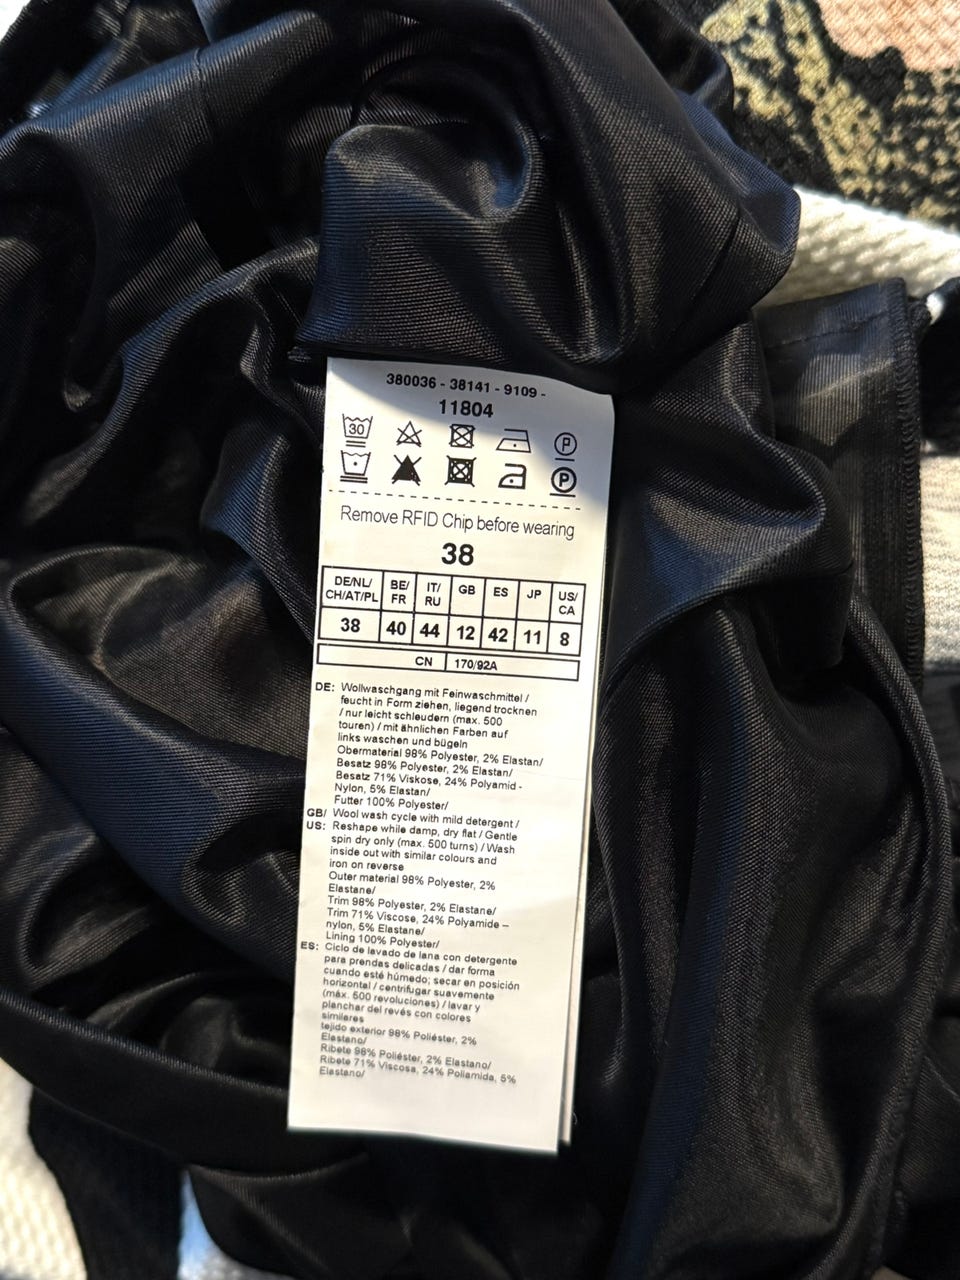 380036 - 38141 - 9109 -
11804
30
P
P
Remove RFID Chip before wearing
38
DE/NL/ CH/AT/PL BE/ FR IT/ RU GB ES JP US/ CA
38 40 44 12 42 11 8
CN 170/92A
DE: Wollwaschgang mit Feinwaschmittel /
feucht in Form ziehen, liegend trocknen
/ nur leicht schleudern (max. 500
touren) / mit ähnlichen Farben auf
links waschen und bügeln
Obermaterial 98% Polyester, 2% Elastan/
Besatz 98% Polyester, 2% Elastan/
Besatz 71% Viskose, 24% Polyamid -
Nylon, 5% Elastan/
Futter 100% Polyester/
GB/ Wool wash cycle with mild detergent /
US: Reshape while damp, dry flat / Gentle
spin dry only (max. 500 turns) / Wash
inside out with similar colours and
iron on reverse
Outer material 98% Polyester, 2%
Elastane/
Trim 98% Polyester, 2% Elastane/
Trim 71% Viscose, 24% Polyamide –
nylon, 5% Elastane/
Lining 100% Polyester/
ES: Ciclo de lavado de lana con detergente
para prendas delicadas / dar forma
cuando esté húmedo; secar en posición
horizontal / centrifugar suavemente
(máx. 500 revoluciones) / lavar y
planchar del revés con colores
similares
tejido exterior 98% Poliéster, 2%
Elastano/
Ribete 98% Poliéster, 2% Elastano/
Ribete 71% Viscosa, 24% Poliamida, 5%
Elastano/